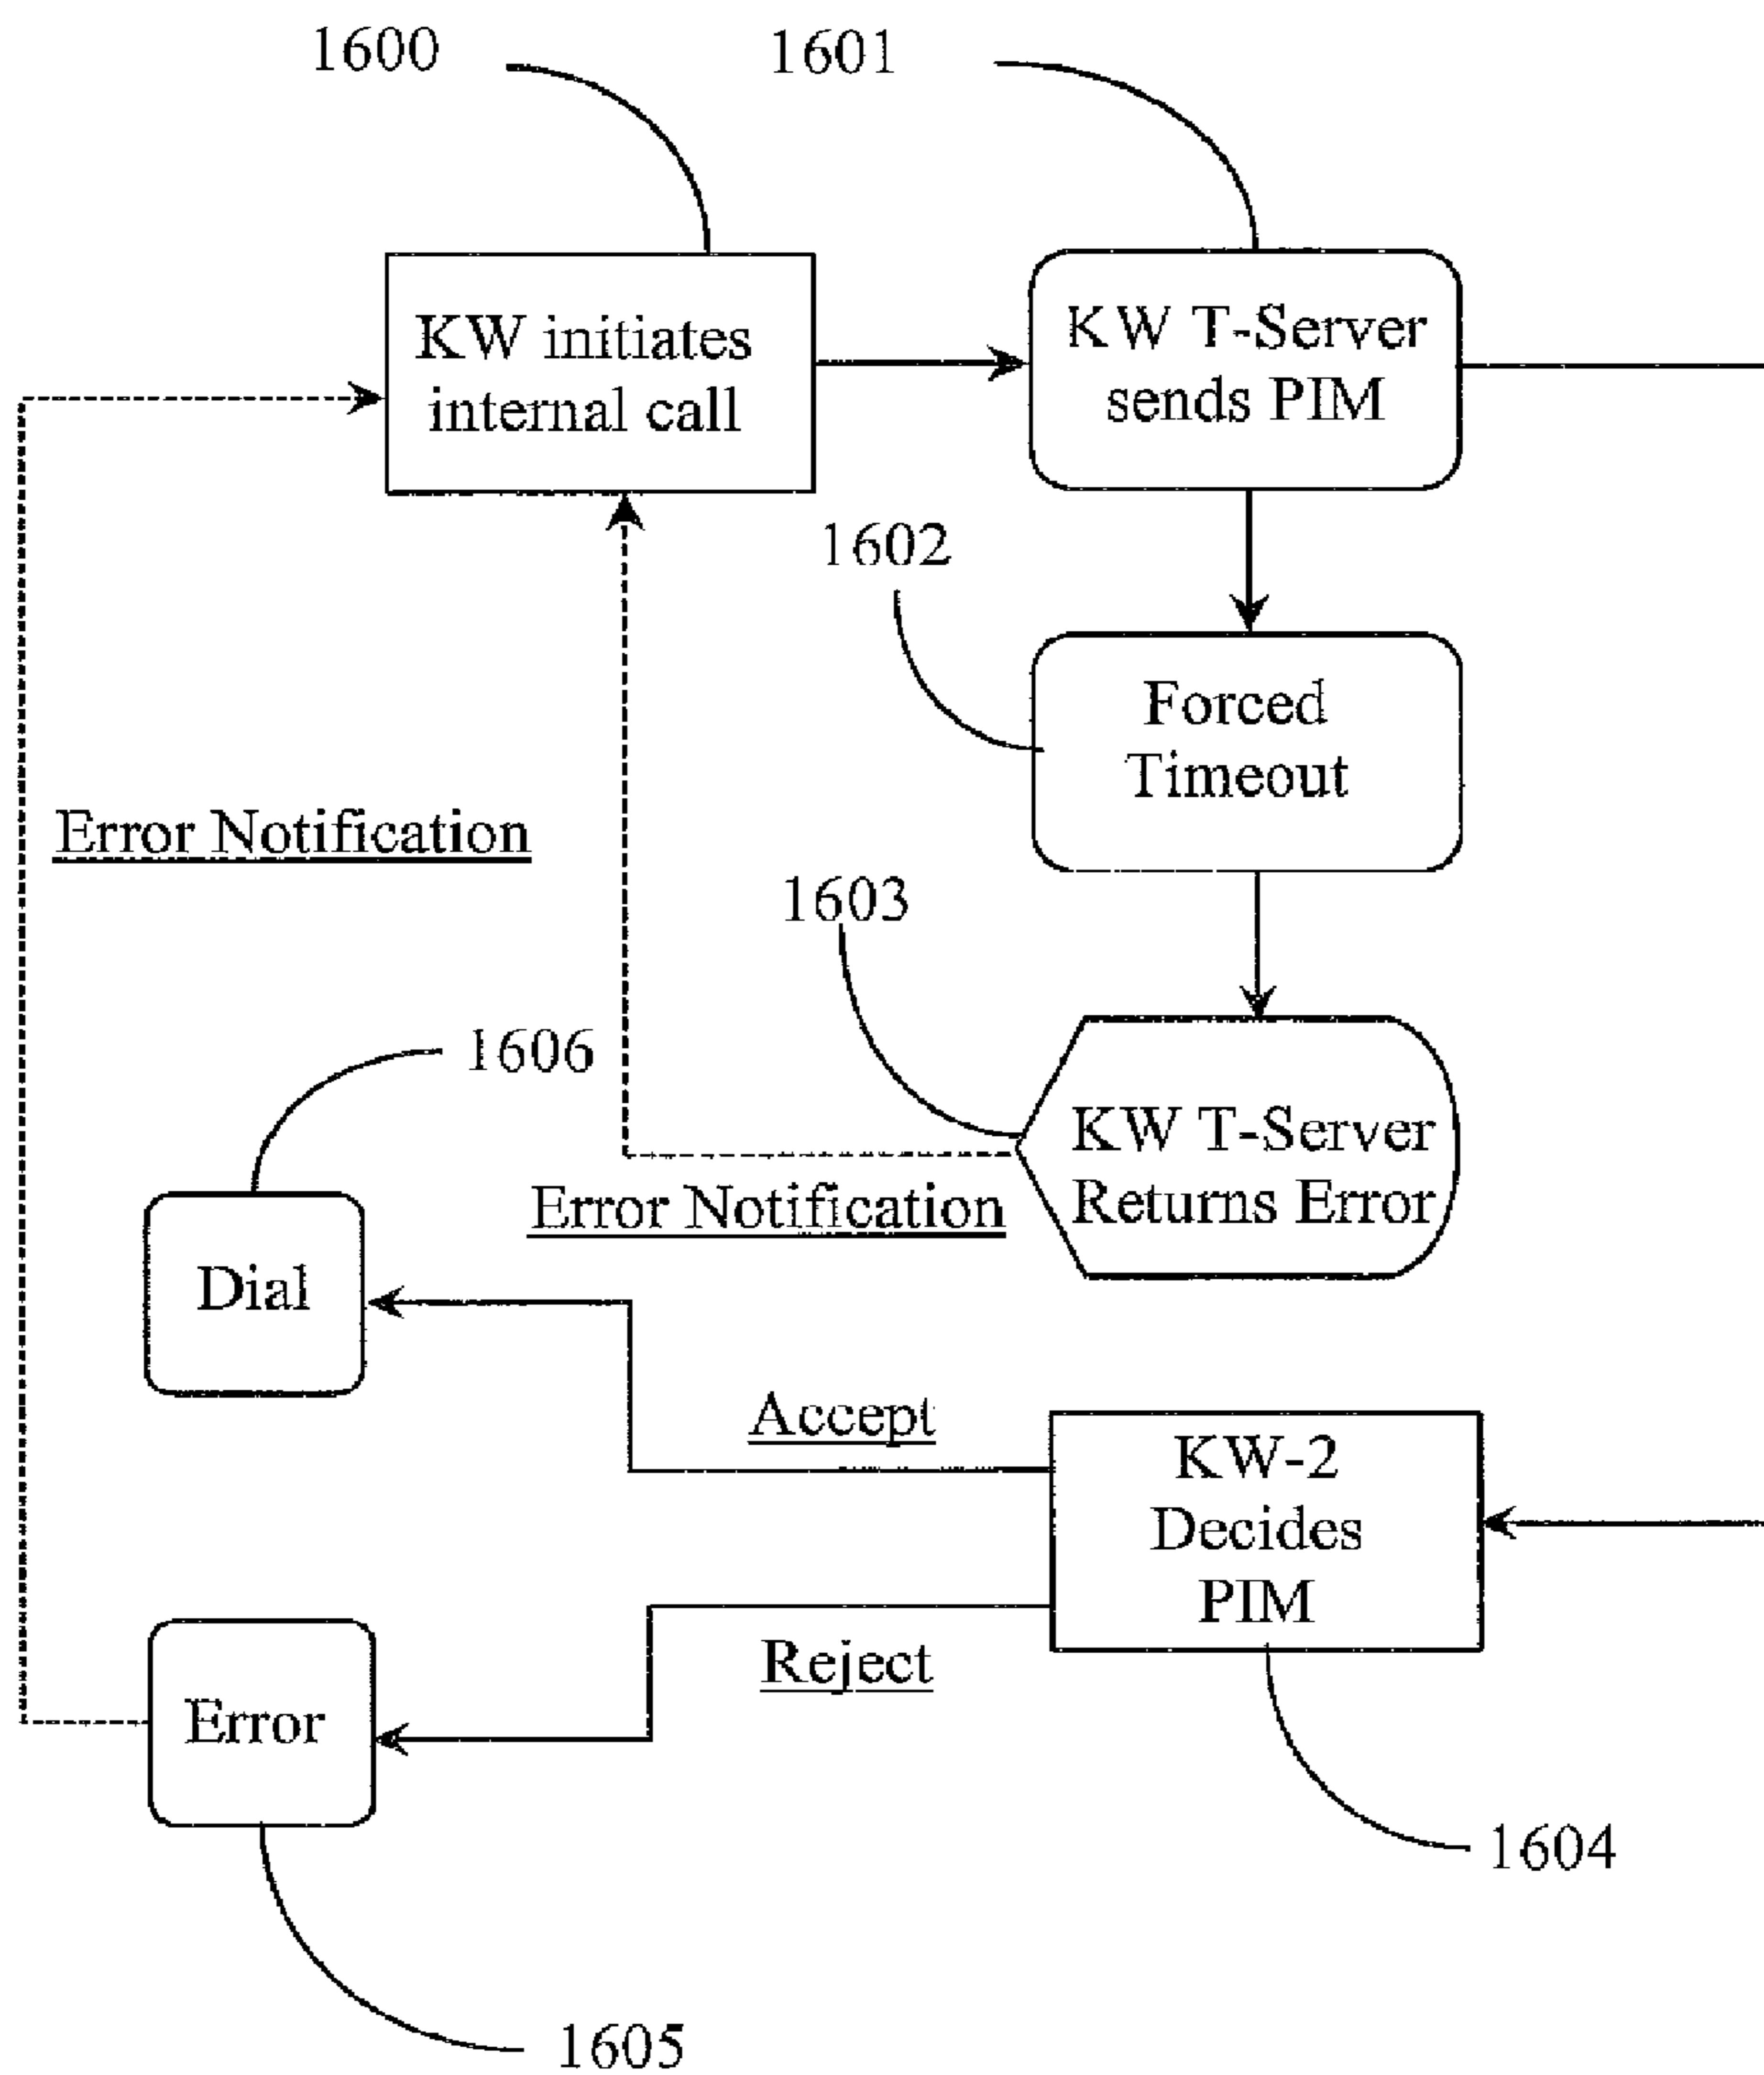 1600
1601
KW initiates
internal call
KW T-Server
sends PIM
1602
Forced
Timeout
Error Notification
1603
1606
KW T-Server
Returns Error
Error Notification
Dial
Accept
KW-2
Decides
PIM
Reject
Error
1604
1605